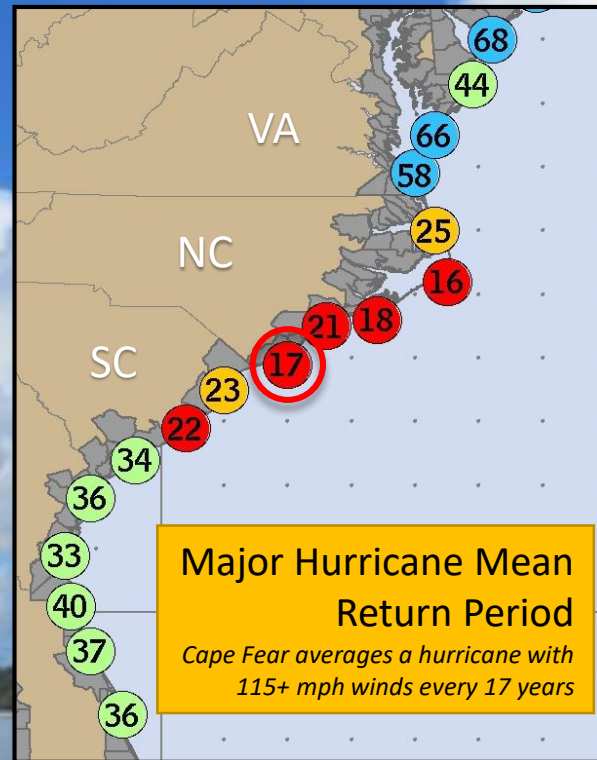 68
44
VA
66
58
25
NC
16
18
21
17
SC
23
22
34
36
33
40
37
36
Major Hurricane Mean
Return Period
Cape Fear averages a hurricane with
115+ mph winds every 17 years